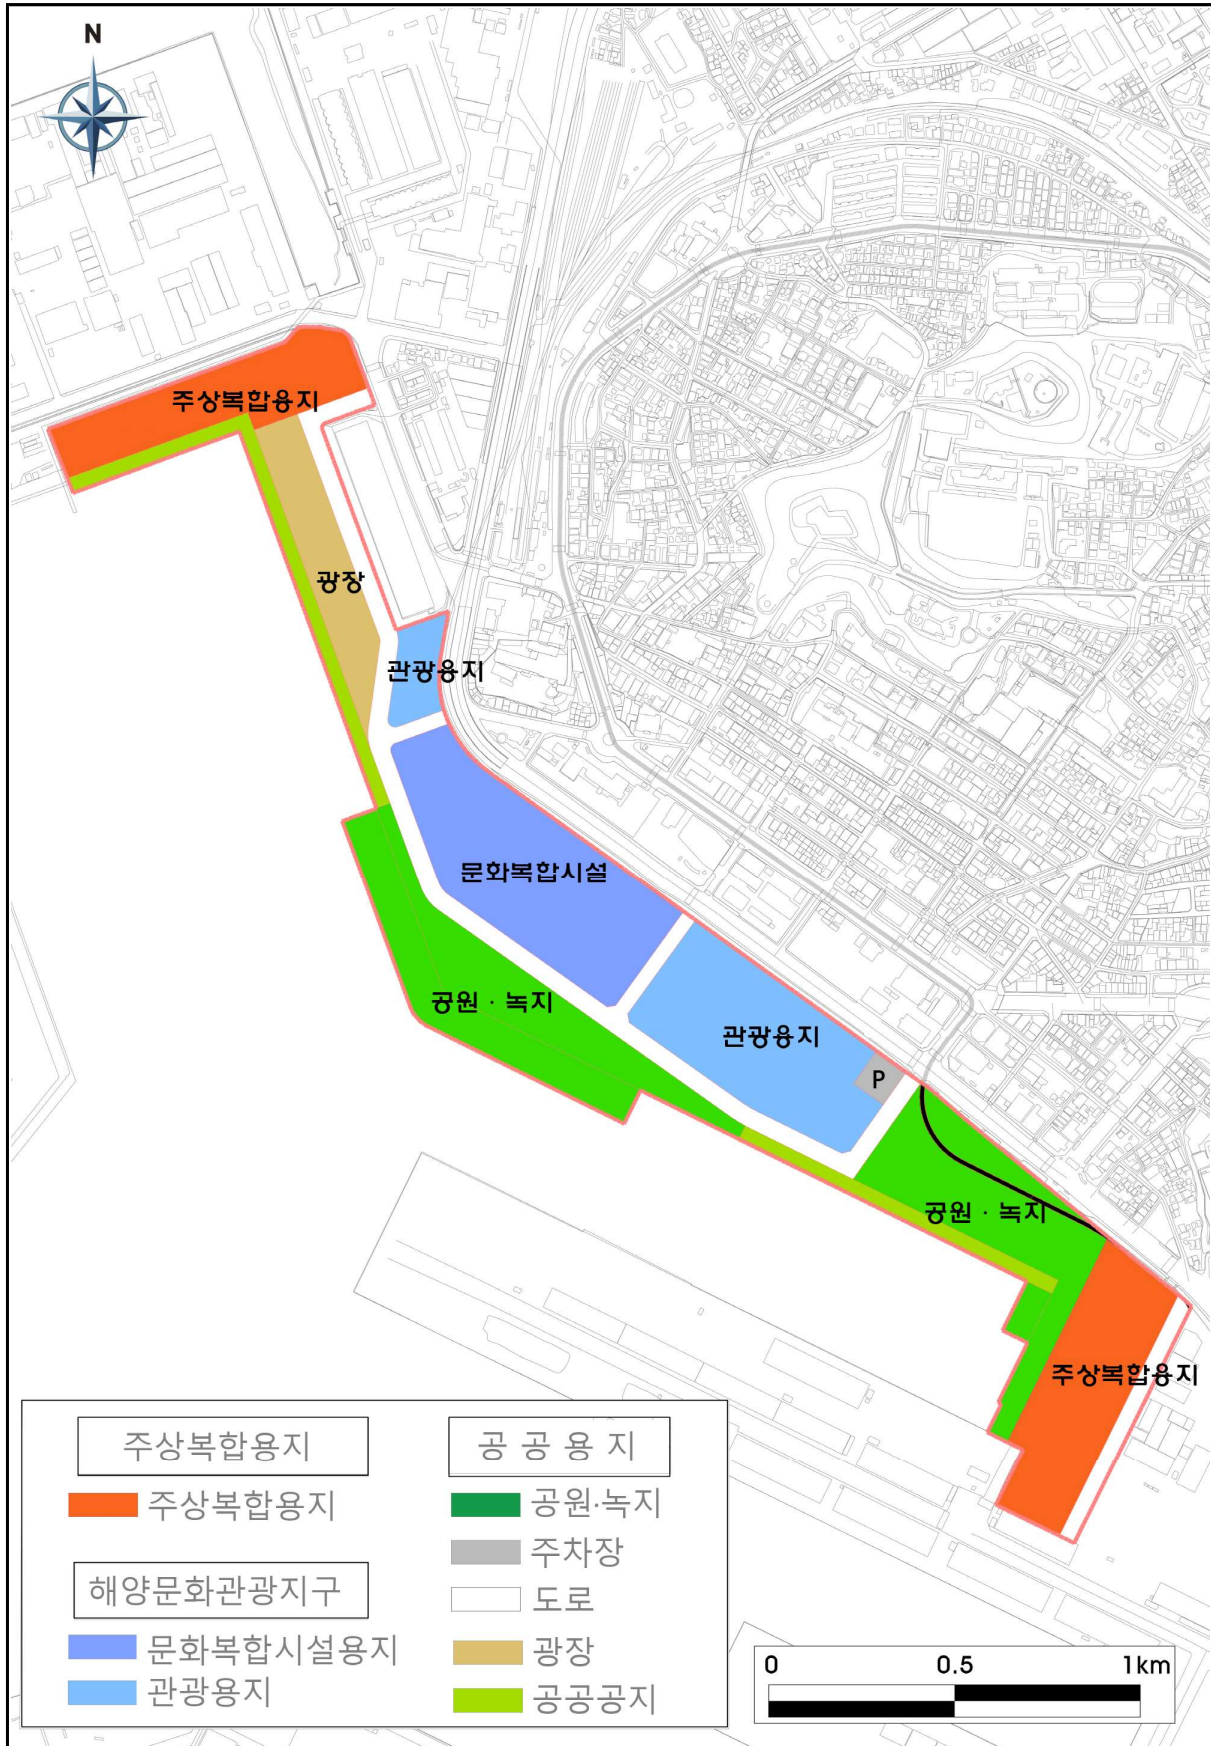 N
주상복합용지
광장
관광용지
문화복합시설
공원 · 녹지
관광용지
P
공원 · 녹지
주상복합용지
주상복합용지
주상복합용지
해양문화관광지구
문화복합시설용지
관광용지
공 공 용 지
공원·녹지
주차장
도로
광장
공공공지
0 0.5 1km